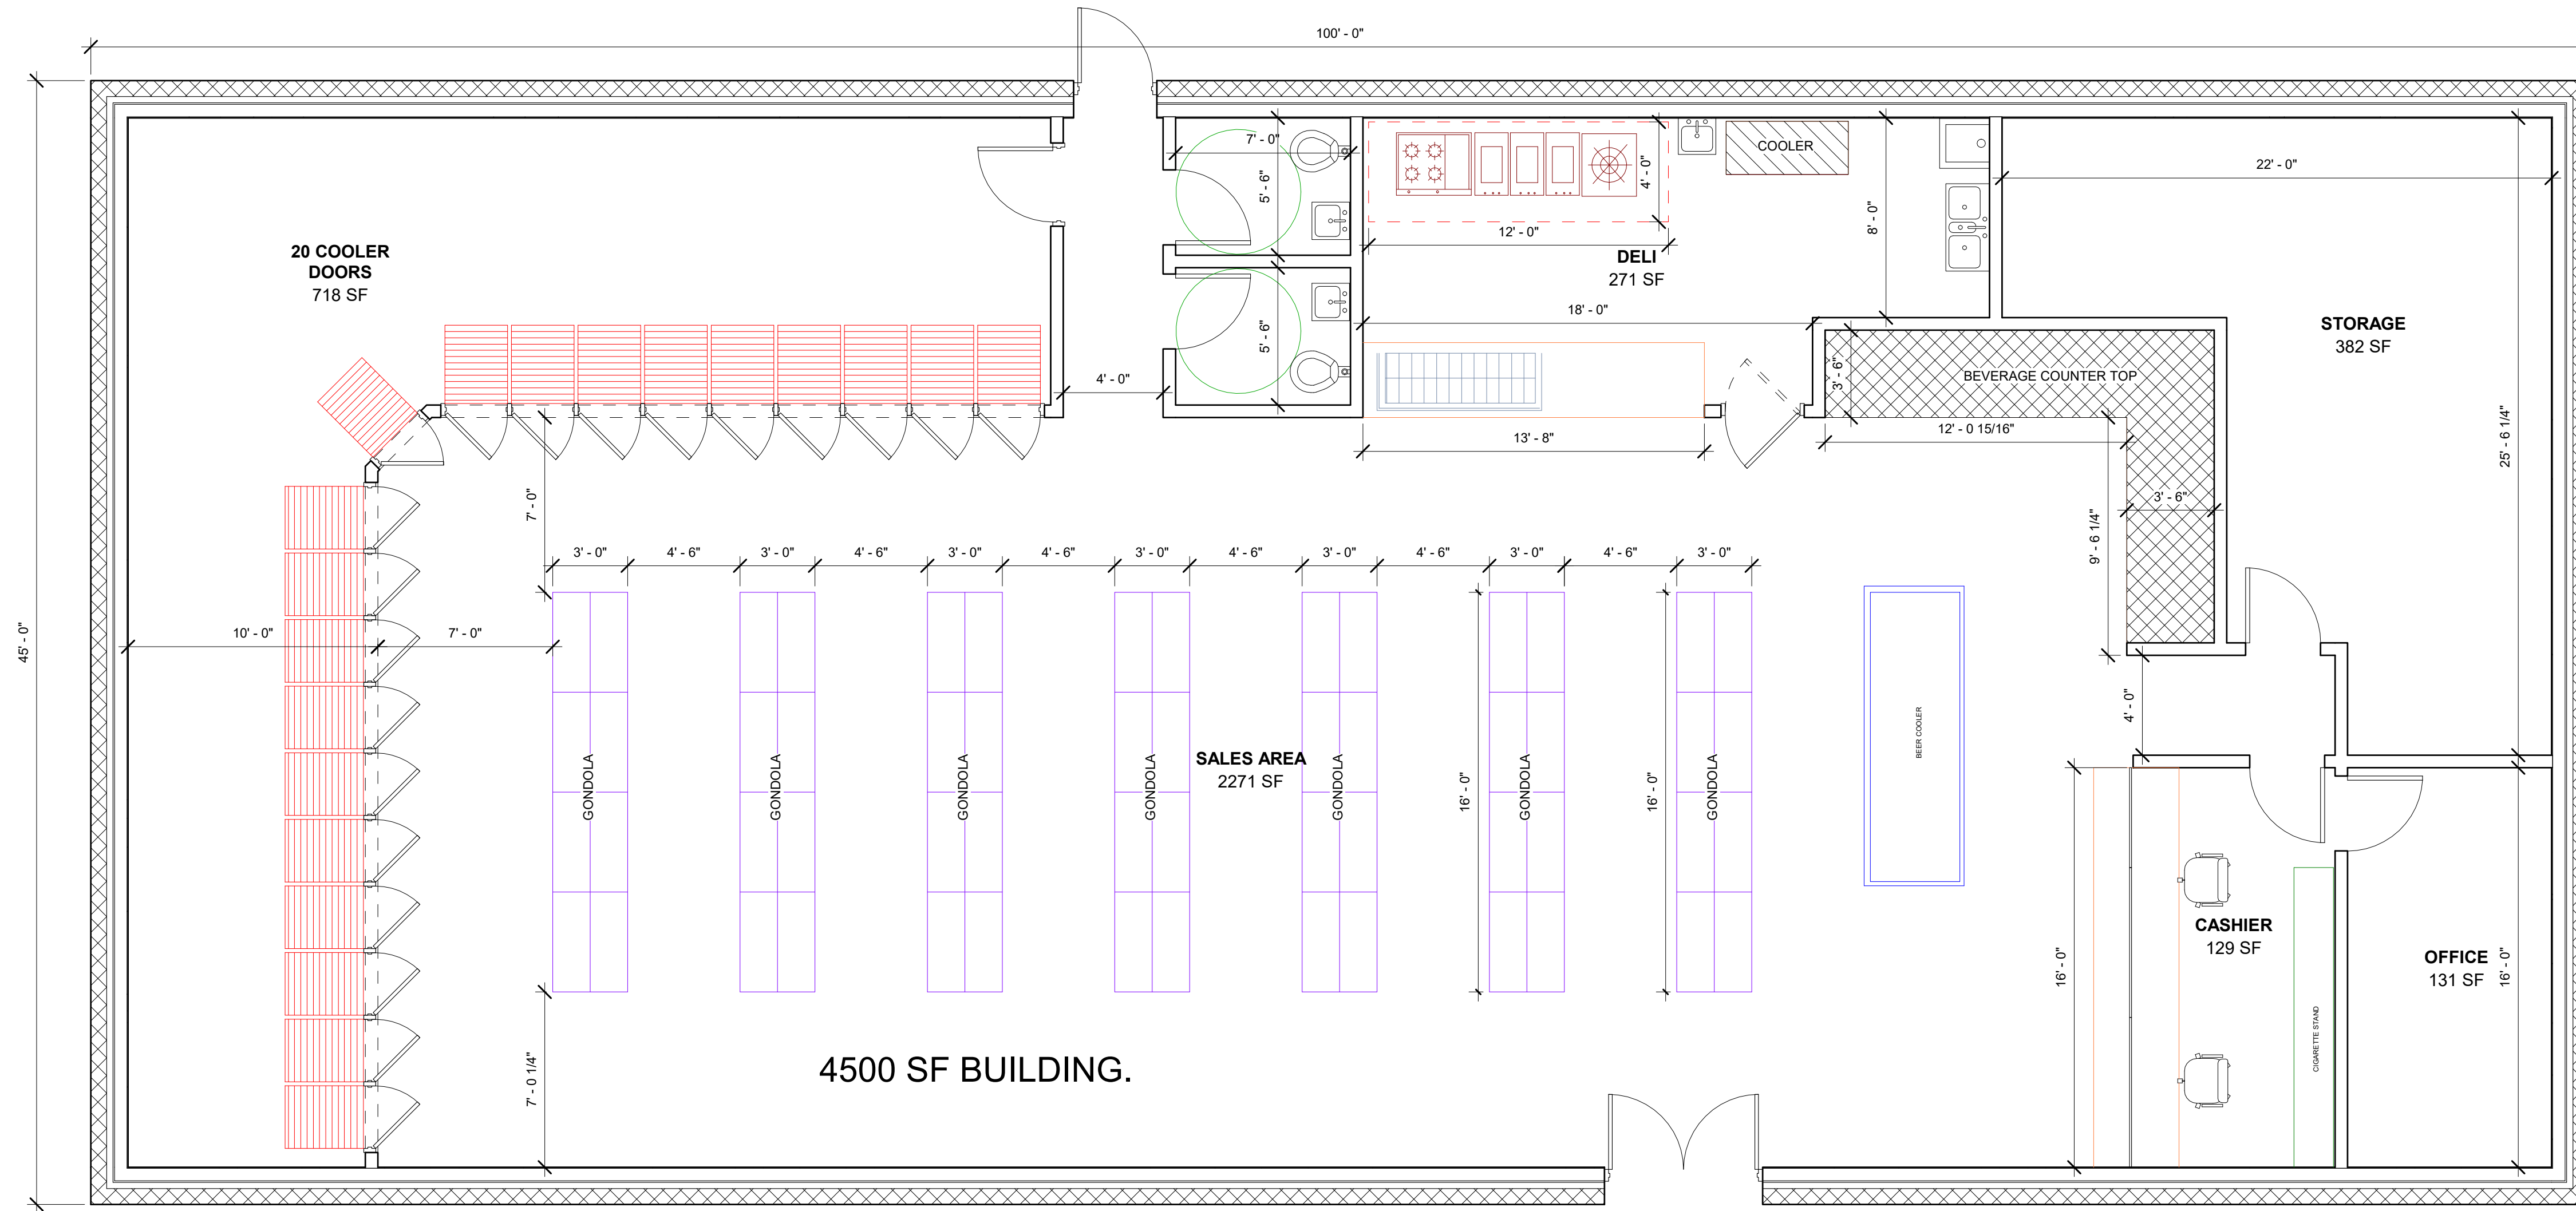 100' - 0"
7' - 0"
COOLER
5' - 6"
4' - 0"
22' - 0"
8' - 0"
12' - 0"
20 COOLER
DOORS
718 SF
DELI
271 SF
18' - 0"
5' - 6"
STORAGE
382 SF
4' - 0"
3' - 6"
BEVERAGE COUNTER TOP
13' - 8"
12' - 0 15/16"
25' - 6 1/4"
7' - 0"
3' - 6"
9' - 6 1/4"
3' - 0"
4' - 6"
3' - 0"
4' - 6"
3' - 0"
4' - 6"
3' - 0"
4' - 6"
3' - 0"
4' - 6"
3' - 0"
4' - 6"
3' - 0"
45' - 0"
10' - 0"
7' - 0"
4' - 0"
BEER COOLER
SALES AREA
2271 SF
GONDOLA
GONDOLA
GONDOLA
GONDOLA
GONDOLA
16' - 0"
GONDOLA
16' - 0"
GONDOLA
CASHIER
129 SF
16' - 0"
OFFICE
131 SF
16' - 0"
CIGARETTE STAND
7' - 0 1/4"
4500 SF BUILDING.